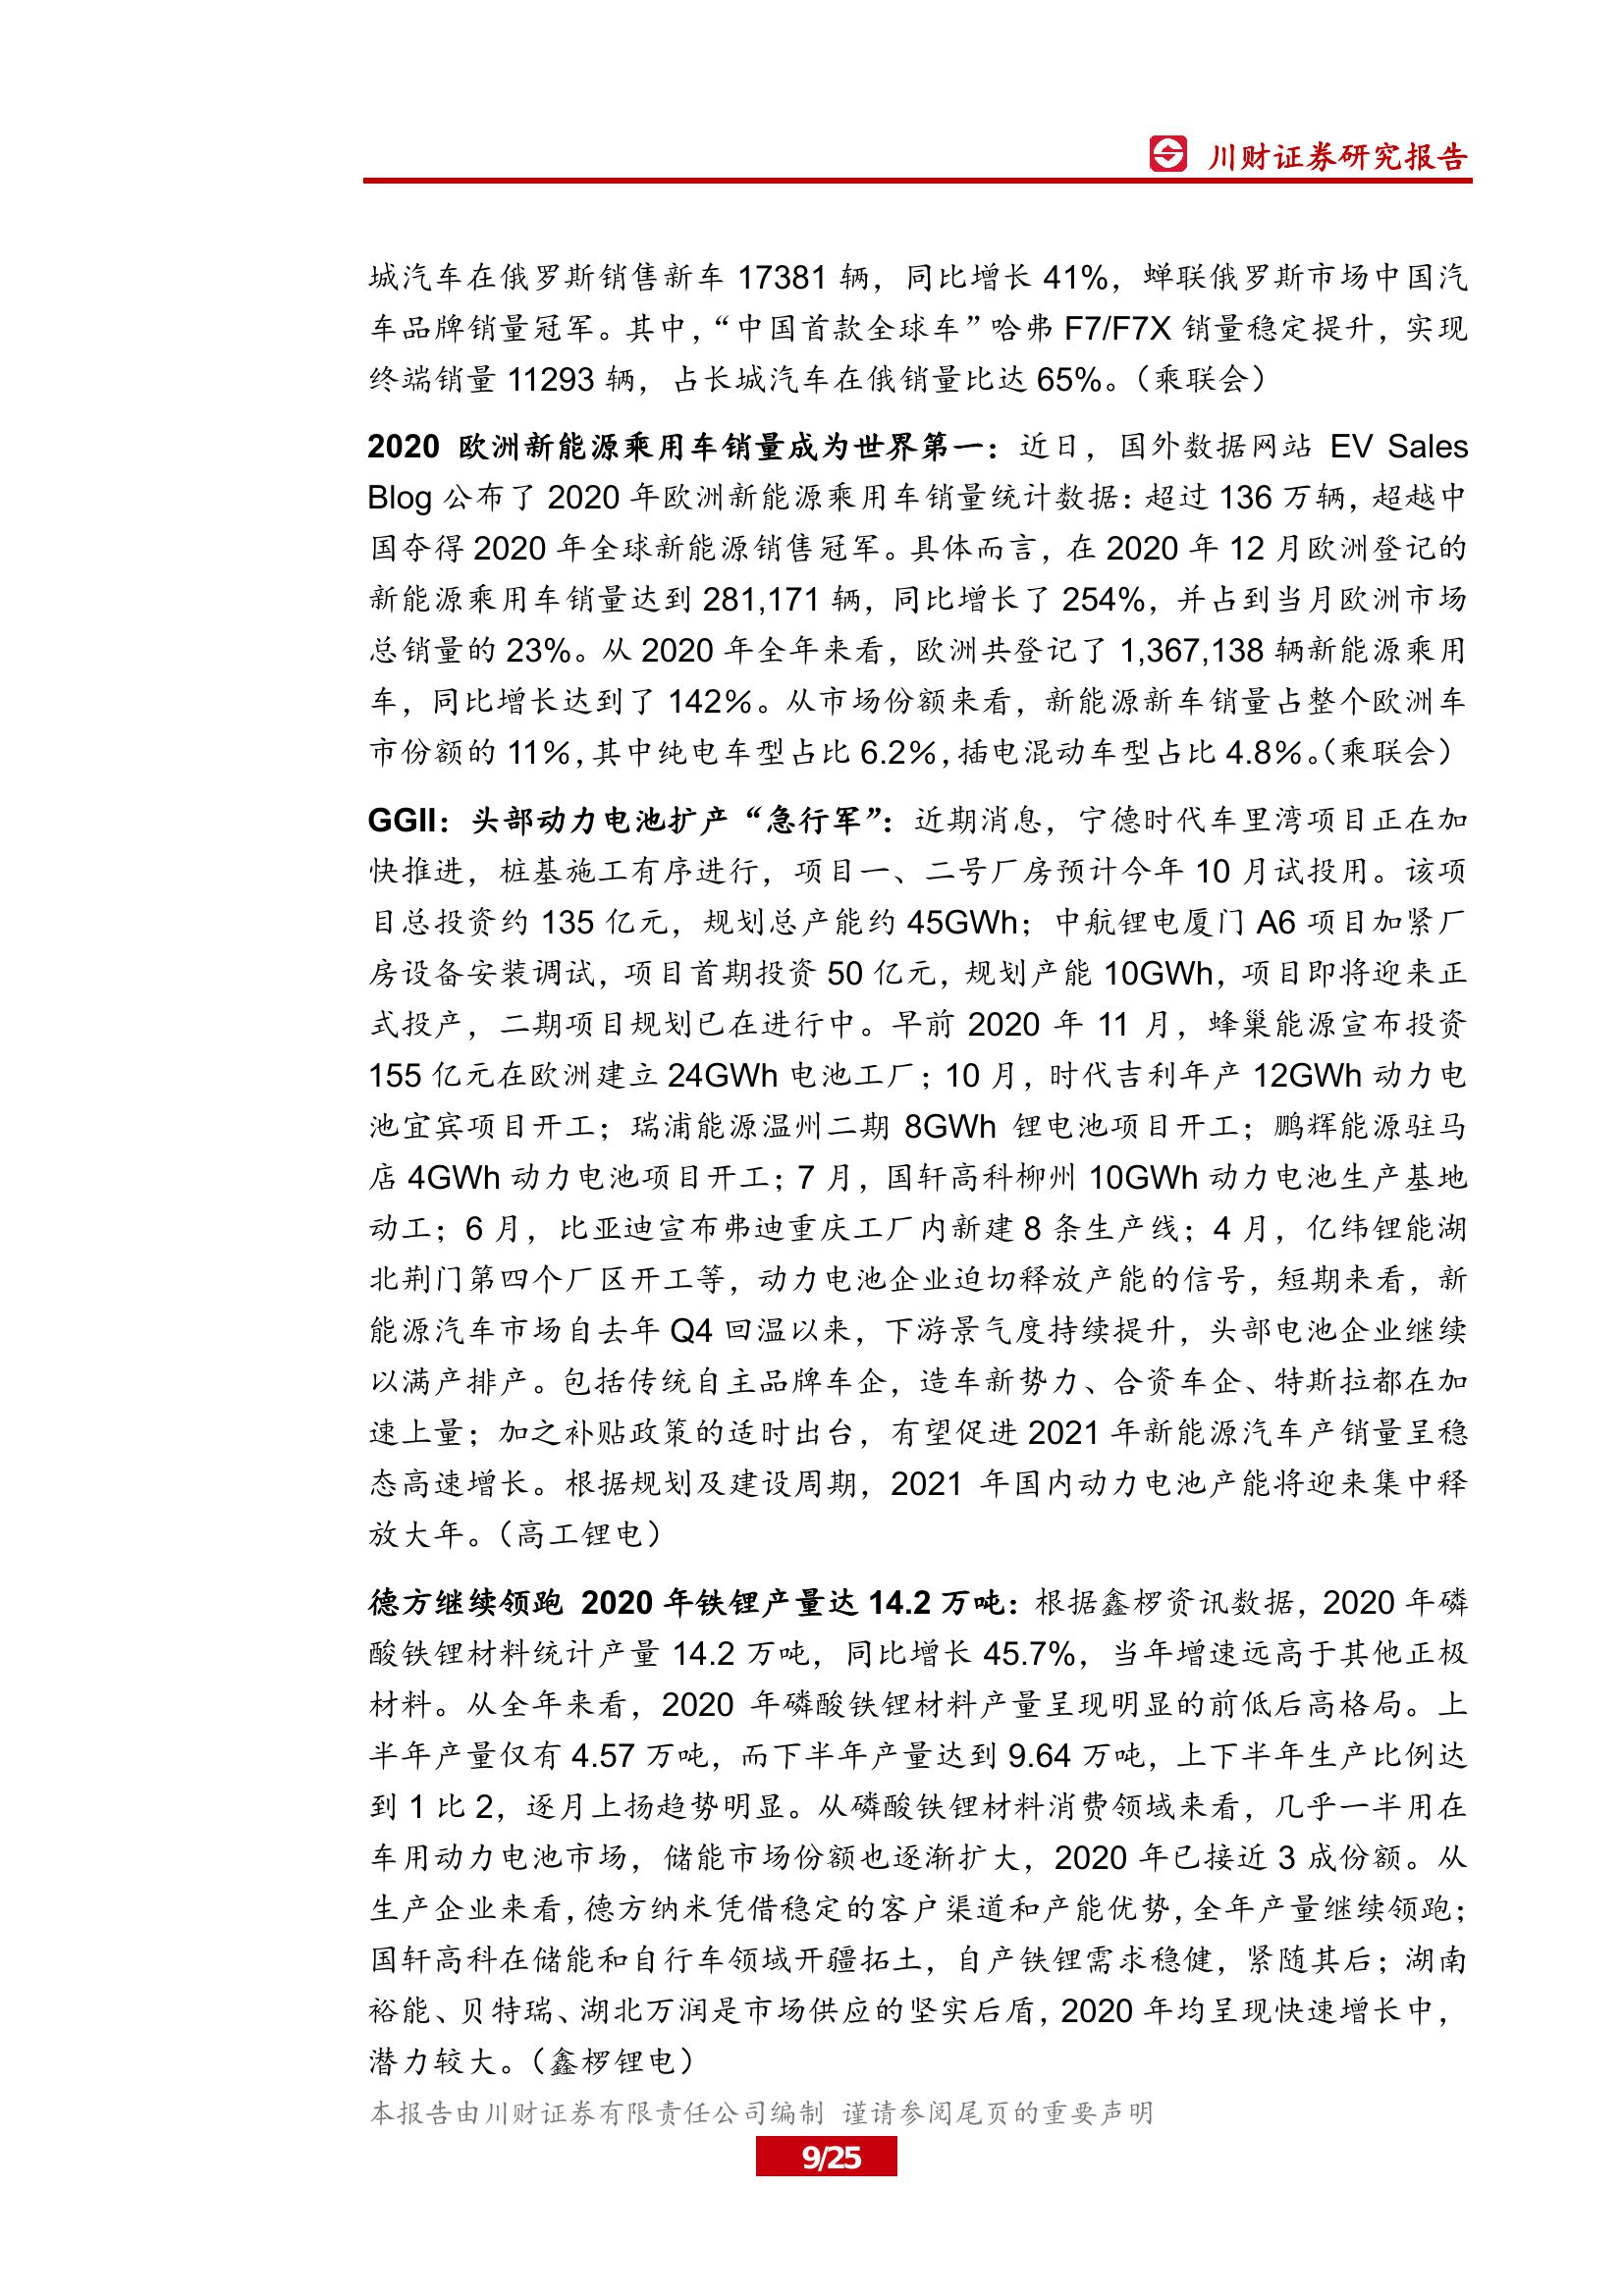 川财证券研究报告
城汽车在俄罗斯销售新车 17381 辆，同比增长 41%，蝉联俄罗斯市场中国汽
车品牌销量冠军。其中，“中国首款全球车”哈弗 F7/F7X 销量稳定提升，实现
终端销量 11293 辆，占长城汽车在俄销量比达 65%。（乘联会）
2020 欧洲新能源乘用车销量成为世界第一：近日，国外数据网站 EV Sales
Blog 公布了 2020 年欧洲新能源乘用车销量统计数据：超过 136 万辆，超越中
国夺得 2020 年全球新能源销售冠军。具体而言，在 2020 年 12 月欧洲登记的
新能源乘用车销量达到 281,171 辆，同比增长了 254%，并占到当月欧洲市场
总销量的 23%。从 2020 年全年来看，欧洲共登记了 1,367,138 辆新能源乘用
车，同比增长达到了 142％。从市场份额来看，新能源新车销量占整个欧洲车
市份额的 11％，其中纯电车型占比 6.2％，插电混动车型占比 4.8％。（乘联会）
GGII：头部动力电池扩产“急行军”：近期消息，宁德时代车里湾项目正在加
快推进，桩基施工有序进行，项目一、二号厂房预计今年 10 月试投用。该项
目总投资约 135 亿元，规划总产能约 45GWh；中航锂电厦门 A6 项目加紧厂
房设备安装调试，项目首期投资 50 亿元，规划产能 10GWh，项目即将迎来正
式投产，二期项目规划已在进行中。早前 2020 年 11 月，蜂巢能源宣布投资
155 亿元在欧洲建立 24GWh 电池工厂；10 月，时代吉利年产 12GWh 动力电
池宜宾项目开工；瑞浦能源温州二期 8GWh 锂电池项目开工；鹏辉能源驻马
店 4GWh 动力电池项目开工；7 月，国轩高科柳州 10GWh 动力电池生产基地
动工；6 月，比亚迪宣布弗迪重庆工厂内新建 8 条生产线；4 月，亿纬锂能湖
北荆门第四个厂区开工等，动力电池企业迫切释放产能的信号，短期来看，新
能源汽车市场自去年 Q4 回温以来，下游景气度持续提升，头部电池企业继续
以满产排产。包括传统自主品牌车企，造车新势力、合资车企、特斯拉都在加
速上量；加之补贴政策的适时出台，有望促进 2021 年新能源汽车产销量呈稳
态高速增长。根据规划及建设周期，2021 年国内动力电池产能将迎来集中释
放大年。（高工锂电）
德方继续领跑 2020 年铁锂产量达 14.2 万吨：根据鑫椤资讯数据，2020 年磷
酸铁锂材料统计产量 14.2 万吨，同比增长 45.7%，当年增速远高于其他正极
材料。从全年来看，2020 年磷酸铁锂材料产量呈现明显的前低后高格局。上
半年产量仅有 4.57 万吨，而下半年产量达到 9.64 万吨，上下半年生产比例达
到 1 比 2，逐月上扬趋势明显。从磷酸铁锂材料消费领域来看，几乎一半用在
车用动力电池市场，储能市场份额也逐渐扩大，2020 年已接近 3 成份额。从
生产企业来看，德方纳米凭借稳定的客户渠道和产能优势，全年产量继续领跑；
国轩高科在储能和自行车领域开疆拓土，自产铁锂需求稳健，紧随其后；湖南
裕能、贝特瑞、湖北万润是市场供应的坚实后盾，2020 年均呈现快速增长中，
潜力较大。（鑫椤锂电）
本报告由川财证券有限责任公司编制 谨请参阅尾页的重要声明
9/25